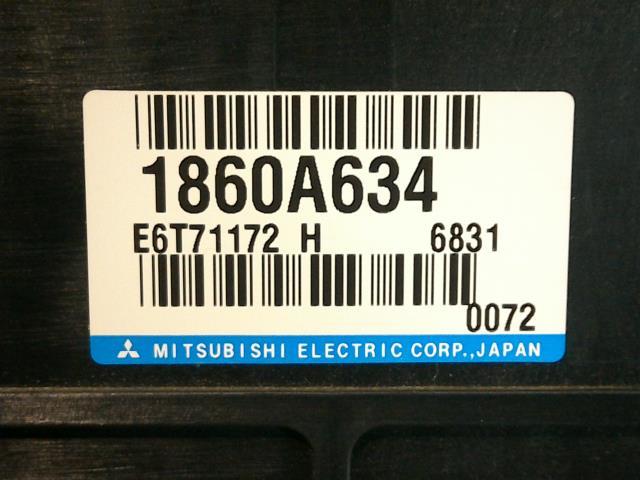 1860A634
E6T71172 H 6831
0072
MITSUBISHI ELECTRIC CORP.,JAPAN